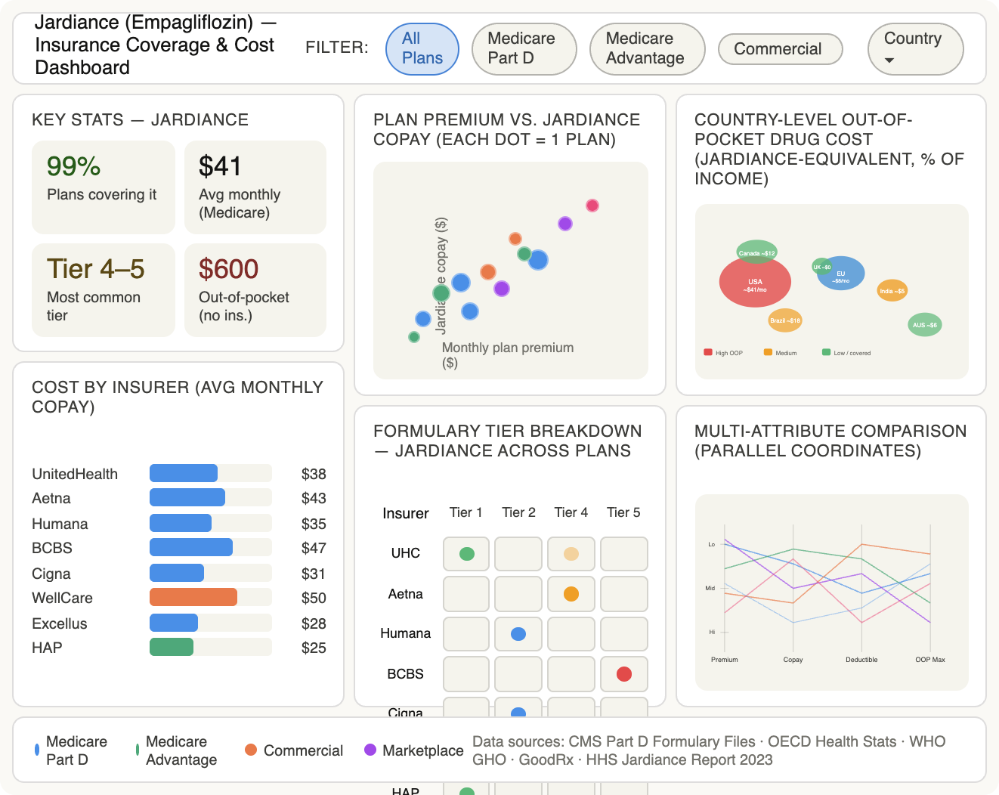 Jardiance (Empagliflozin) —
Insurance Coverage & Cost
Dashboard
FILTER:
All
Plans
Medicare
Part D
Medicare
Advantage
Commercial
Country
KEY STATS — JARDIANCE
99%
Plans covering it
$41
Avg monthly
(Medicare)
Tier 4–5
Most common
tier
$600
Out-of-pocket
(no ins.)
COST BY INSURER (AVG MONTHLY
COPAY)
UnitedHealth $38
Aetna $43
Humana $35
BCBS $47
Cigna $31
WellCare $50
Excellus $28
HAP $25
PLAN PREMIUM VS. JARDIANCE
COPAY (EACH DOT = 1 PLAN)
Jardiance copay ($)
Monthly plan premium
($)
FORMULARY TIER BREAKDOWN
— JARDIANCE ACROSS PLANS
Insurer Tier 1 Tier 2 Tier 4 Tier 5
UHC
Aetna
Humana
BCBS
Cigna
HAP
COUNTRY-LEVEL OUT-OF-
POCKET DRUG COST
(JARDIANCE-EQUIVALENT, % OF
INCOME)
Canada ~$12
USA
~$41/mo
UK ~$0
EU
~$8/mo
India ~$5
Brazil ~$18
AUS ~$6
High OOP Medium Low / covered
MULTI-ATTRIBUTE COMPARISON
(PARALLEL COORDINATES)
Lo
Mid
Hi
Premium Copay Deductible OOP Max
Medicare
Part D
Medicare
Advantage
Commercial
Marketplace
Data sources: CMS Part D Formulary Files · OECD Health Stats · WHO
GHO · GoodRx · HHS Jardiance Report 2023